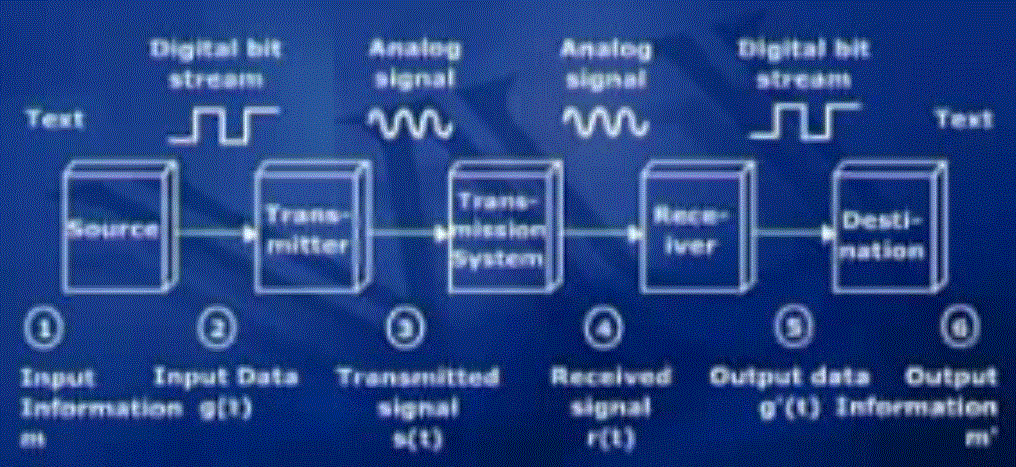 Digital bit
stream
Analog
signal
Analog
signal
Digital bit
stream
Text
Text
Source
Trans-
mitter
Trans-
mission
System
Rece-
iver
Desti-
nation
1
2
3
4
5
6
Input
Information
m
Input Data
g(t)
Transmitted
signal
s(t)
Received
signal
r(t)
Output data
g'(t)
Output
Information
m'